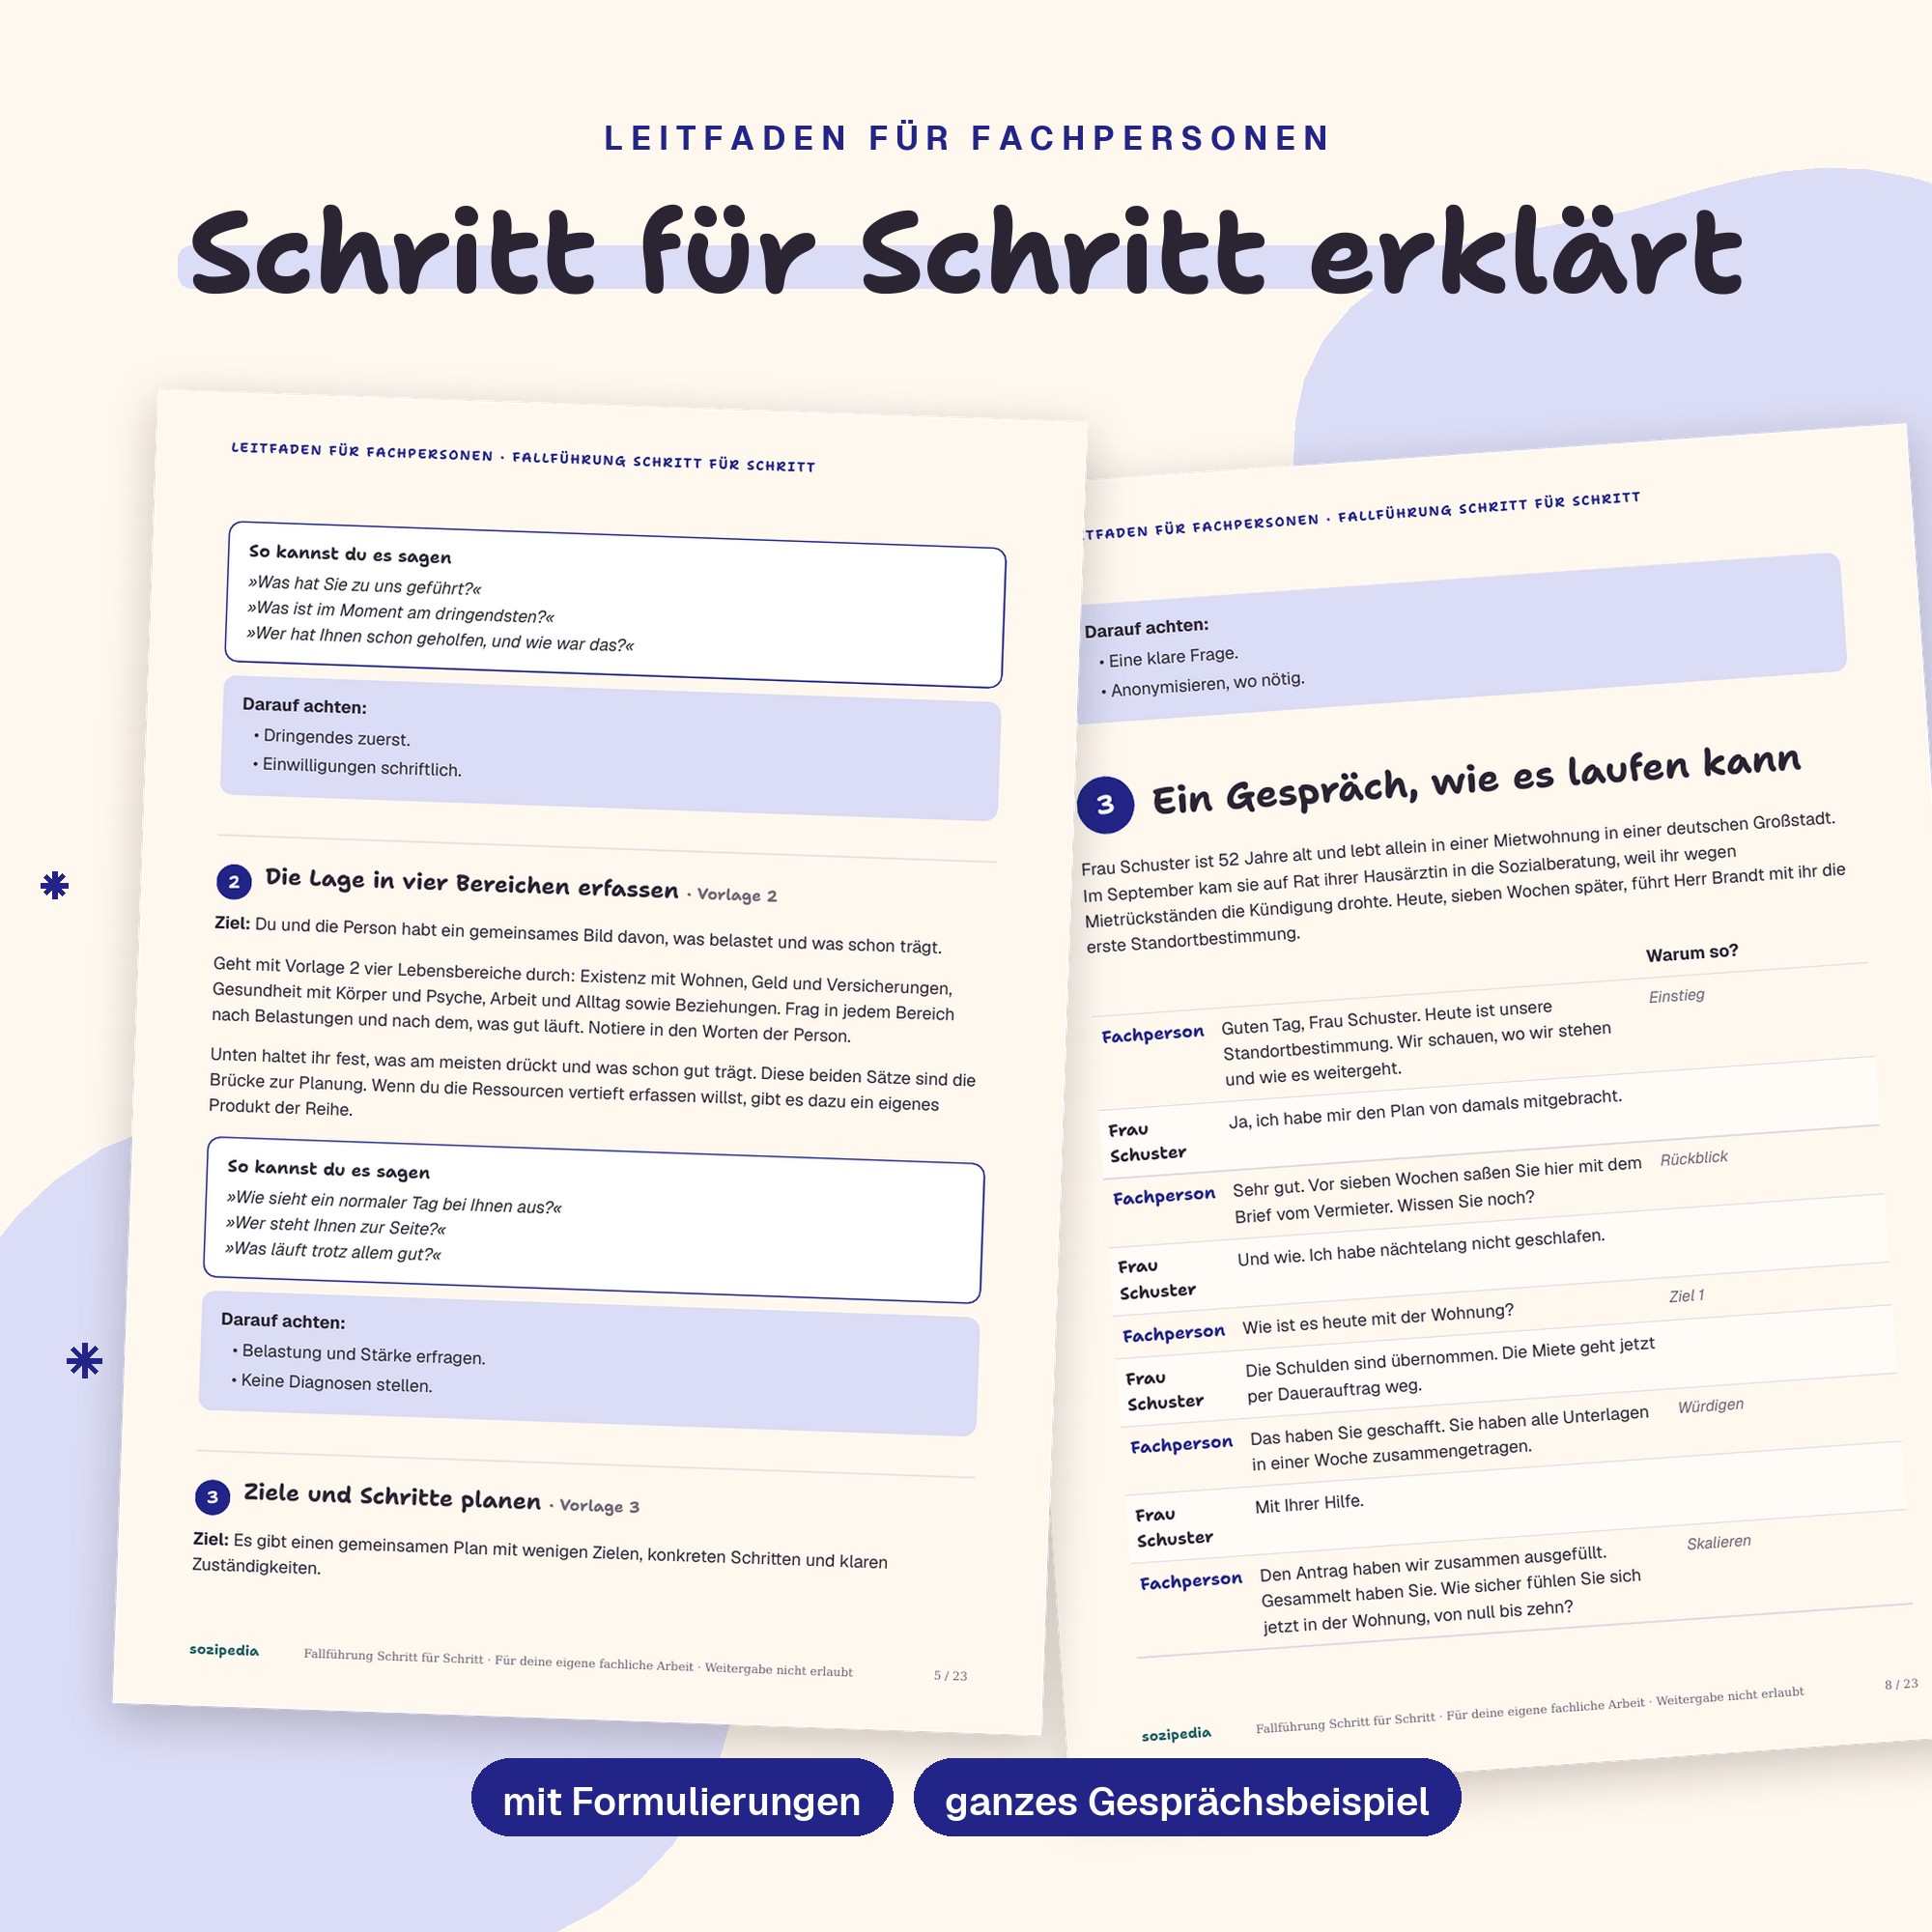 LEITFADEN FÜR FACHPERSONEN
Schritt für Schritt erklärt
LEITFADEN FÜR FACHPERSONEN · FALLFÜHRUNG SCHRITT FÜR SCHRITT
So kannst du es sagen
»Was hat Sie zu uns geführt?«
»Was ist im Moment am dringendsten?«
»Wer hat Ihnen schon geholfen, und wie war das?«
Darauf achten:
• Dringendes zuerst.
• Einwilligungen schriftlich.
2 Die Lage in vier Bereichen erfassen · Vorlage 2
Ziel: Du und die Person habt ein gemeinsames Bild davon, was belastet und was schon trägt.
Geht mit Vorlage 2 vier Lebensbereiche durch: Existenz mit Wohnen, Geld und Versicherungen,
Gesundheit mit Körper und Psyche, Arbeit und Alltag sowie Beziehungen. Frag in jedem Bereich
nach Belastungen und nach dem, was gut läuft. Notiere in den Worten der Person.
Unten haltet ihr fest, was am meisten drückt und was schon gut trägt. Diese beiden Sätze sind die
Brücke zur Planung. Wenn du die Ressourcen vertieft erfassen willst, gibt es dazu ein eigenes
Produkt der Reihe.
So kannst du es sagen
»Wie sieht ein normaler Tag bei Ihnen aus?«
»Wer steht Ihnen zur Seite?«
»Was läuft trotz allem gut?«
Darauf achten:
• Belastung und Stärke erfragen.
• Keine Diagnosen stellen.
3 Ziele und Schritte planen · Vorlage 3
Ziel: Es gibt einen gemeinsamen Plan mit wenigen Zielen, konkreten Schritten und klaren
Zuständigkeiten.
sozipedia Fallführung Schritt für Schritt · Für deine eigene fachliche Arbeit · Weitergabe nicht erlaubt 5 / 23
TFADEN FÜR FACHPERSONEN · FALLFÜHRUNG SCHRITT FÜR SCHRITT
Darauf achten:
• Eine klare Frage.
• Anonymisieren, wo nötig.
3 Ein Gespräch, wie es laufen kann
Frau Schuster ist 52 Jahre alt und lebt allein in einer Mietwohnung in einer deutschen Großstadt.
Im September kam sie auf Rat ihrer Hausärztin in die Sozialberatung, weil ihr wegen
Mietrückständen die Kündigung drohte. Heute, sieben Wochen später, führt Herr Brandt mit ihr die
erste Standortbestimmung.
Warum so?
Fachperson Guten Tag, Frau Schuster. Heute ist unsere Einstieg
Standortbestimmung. Wir schauen, wo wir stehen
und wie es weitergeht.
Frau Ja, ich habe mir den Plan von damals mitgebracht.
Schuster
Fachperson Sehr gut. Vor sieben Wochen saßen Sie hier mit dem Rückblick
Brief vom Vermieter. Wissen Sie noch?
Frau Und wie. Ich habe nächtelang nicht geschlafen.
Schuster
Fachperson Wie ist es heute mit der Wohnung? Ziel 1
Frau Die Schulden sind übernommen. Die Miete geht jetzt
Schuster per Dauerauftrag weg.
Fachperson Das haben Sie geschafft. Sie haben alle Unterlagen Würdigen
in einer Woche zusammengetragen.
Frau Mit Ihrer Hilfe.
Schuster
Fachperson Den Antrag haben wir zusammen ausgefüllt. Skalieren
Gesammelt haben Sie. Wie sicher fühlen Sie sich
jetzt in der Wohnung, von null bis zehn?
sozipedia Fallführung Schritt für Schritt · Für deine eigene fachliche Arbeit · Weitergabe nicht erlaubt 8 / 23
mit Formulierungen
ganzes Gesprächsbeispiel